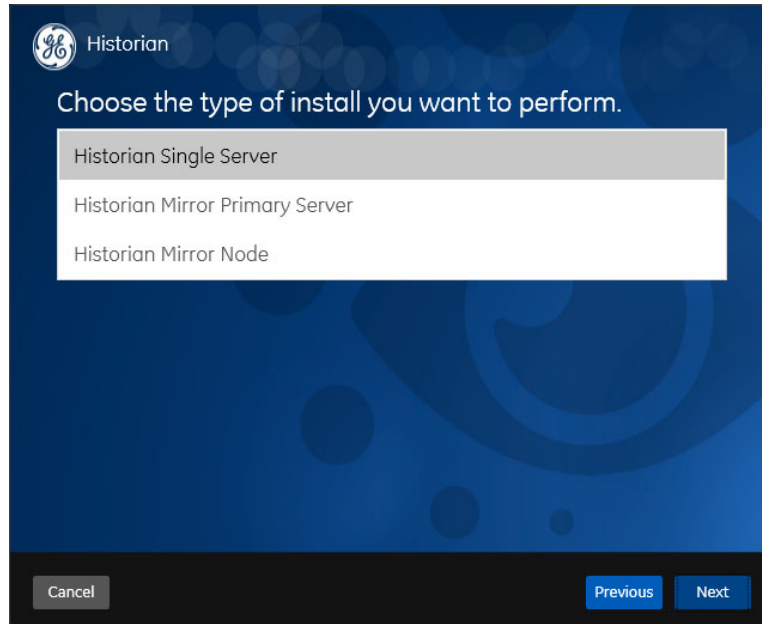 GE Historian
Choose the type of install you want to perform.
Historian Single Server
Historian Mirror Primary Server
Historian Mirror Node
Cancel Previous Next